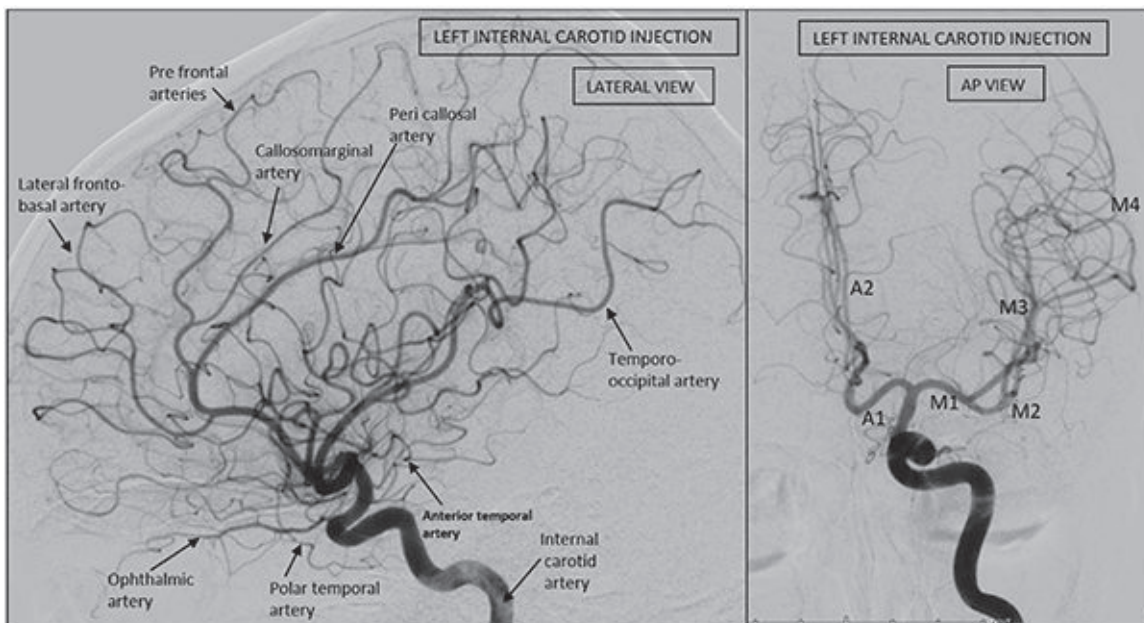 LEFT INTERNAL CAROTID INJECTION
LATERAL VIEW
Pre frontal
arteries
Peri callosal
artery
Callosomarginal
artery
Lateral fronto-
basal artery
Temporo-
occipital artery
Anterior temporal
artery
Internal
carotid
artery
Ophthalmic
artery
Polar temporal
artery
LEFT INTERNAL CAROTID INJECTION
AP VIEW
M4
A2
M3
M1
M2
A1